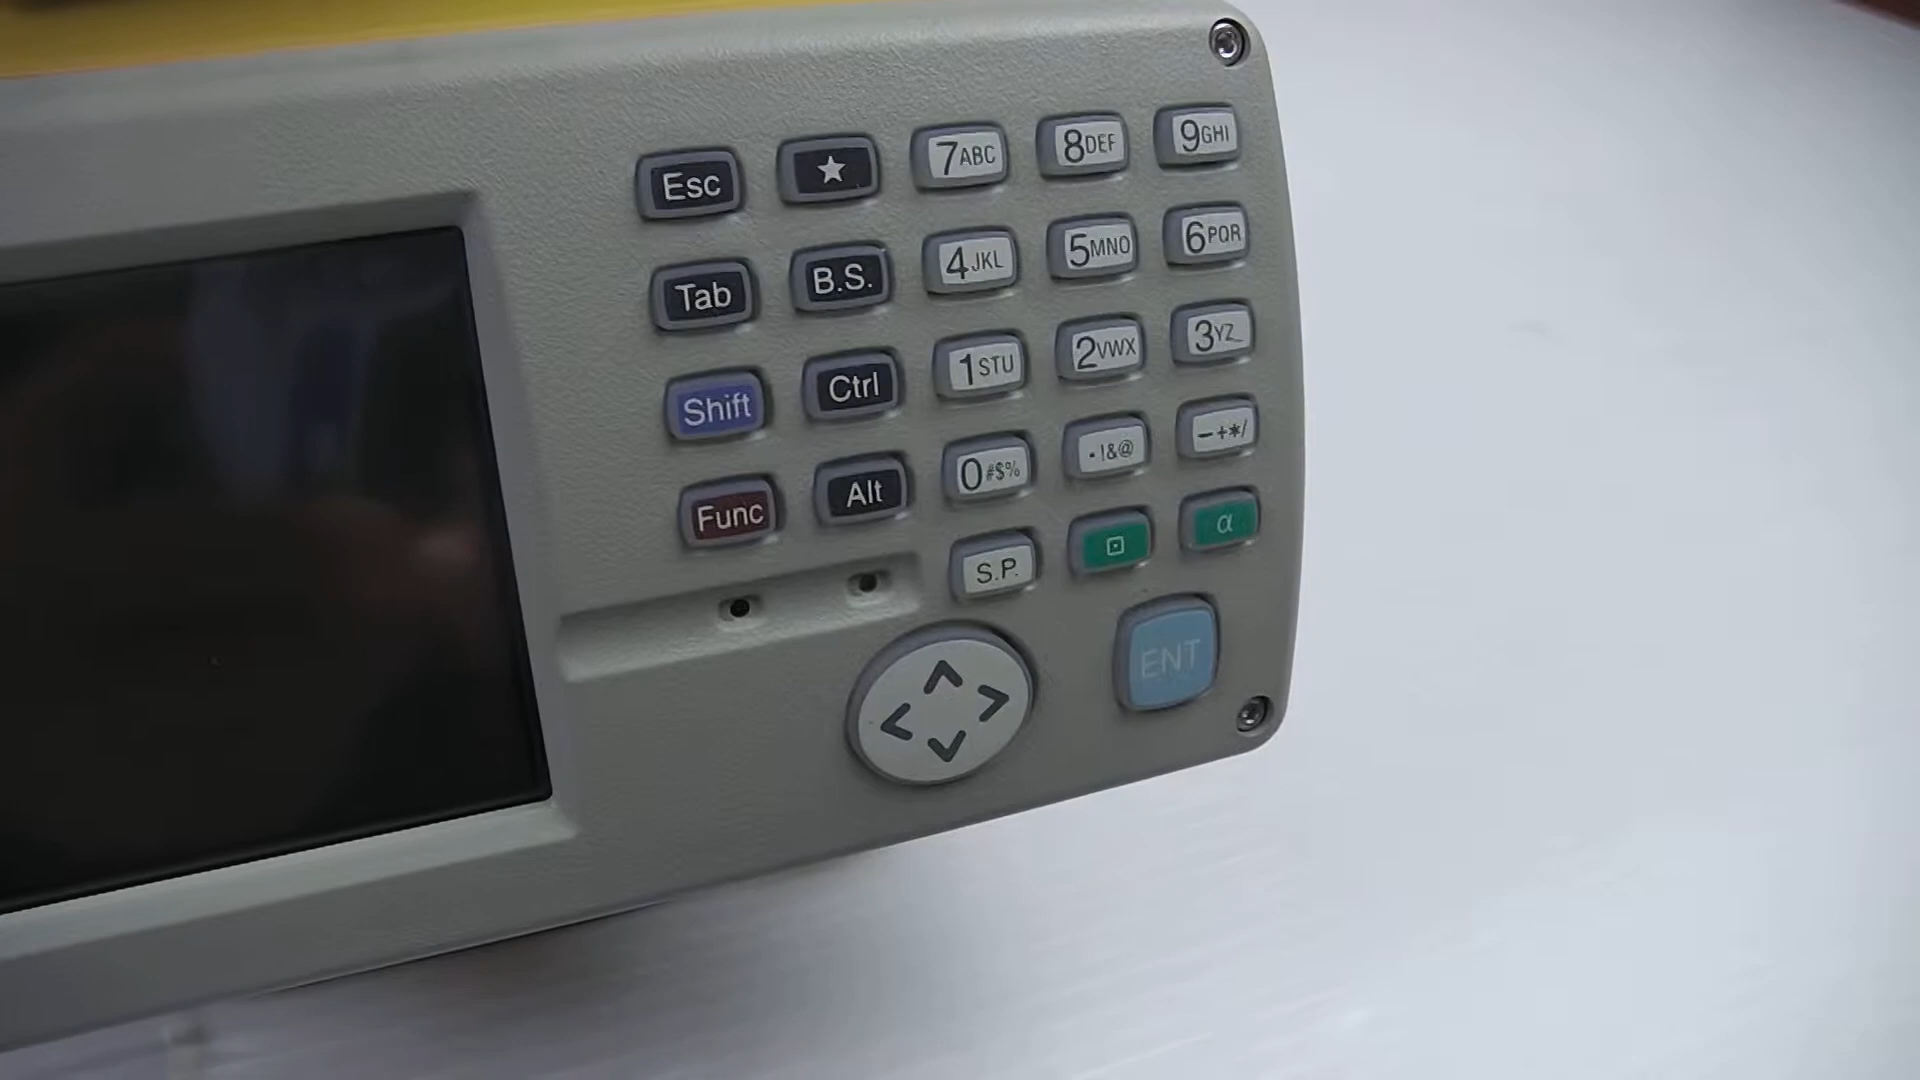 Esc ★ 7ABC 8DEF 9GHI
Tab B.S. 4JKL 5MNO 6PQR
Shift Ctrl 1STU 2VWX 3YZ_
Func Alt 0#$% .!&@ -+*/
S.P. α
ENT